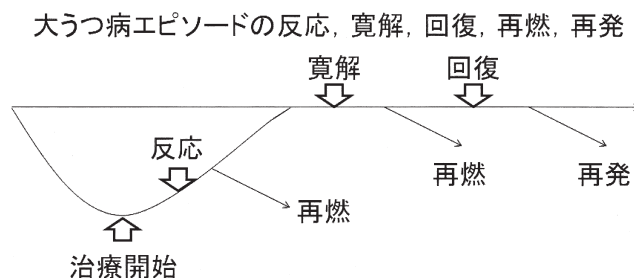 大うつ病エピソードの反応, 寛解, 回復, 再燃, 再発
寛解
回復
反応
再燃
再発
再燃
治療開始